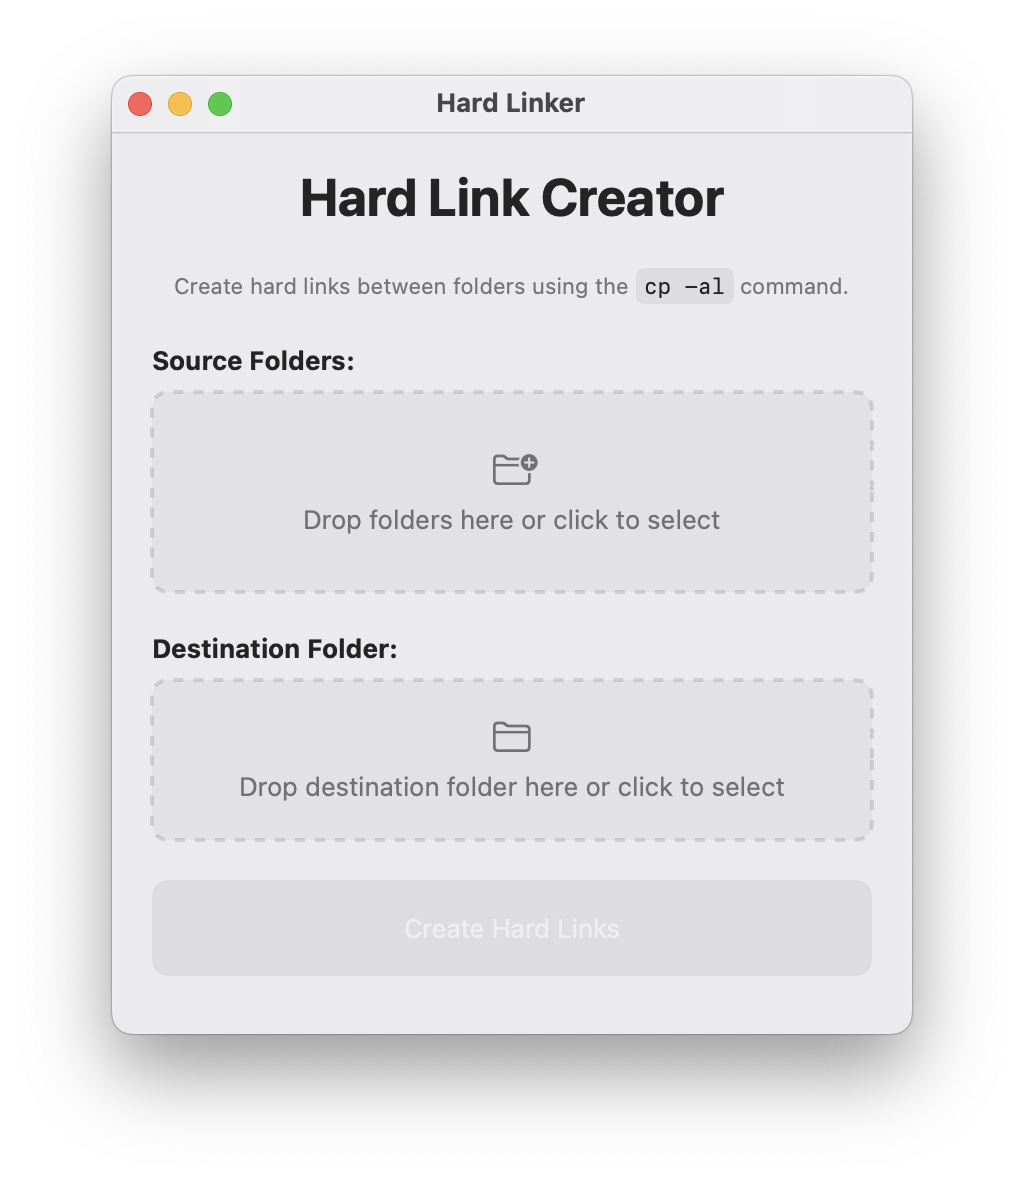 Hard Linker
Hard Link Creator
Create hard links between folders using the cp -al command.
Source Folders:
Drop folders here or click to select
Destination Folder:
Drop destination folder here or click to select
Create Hard Links